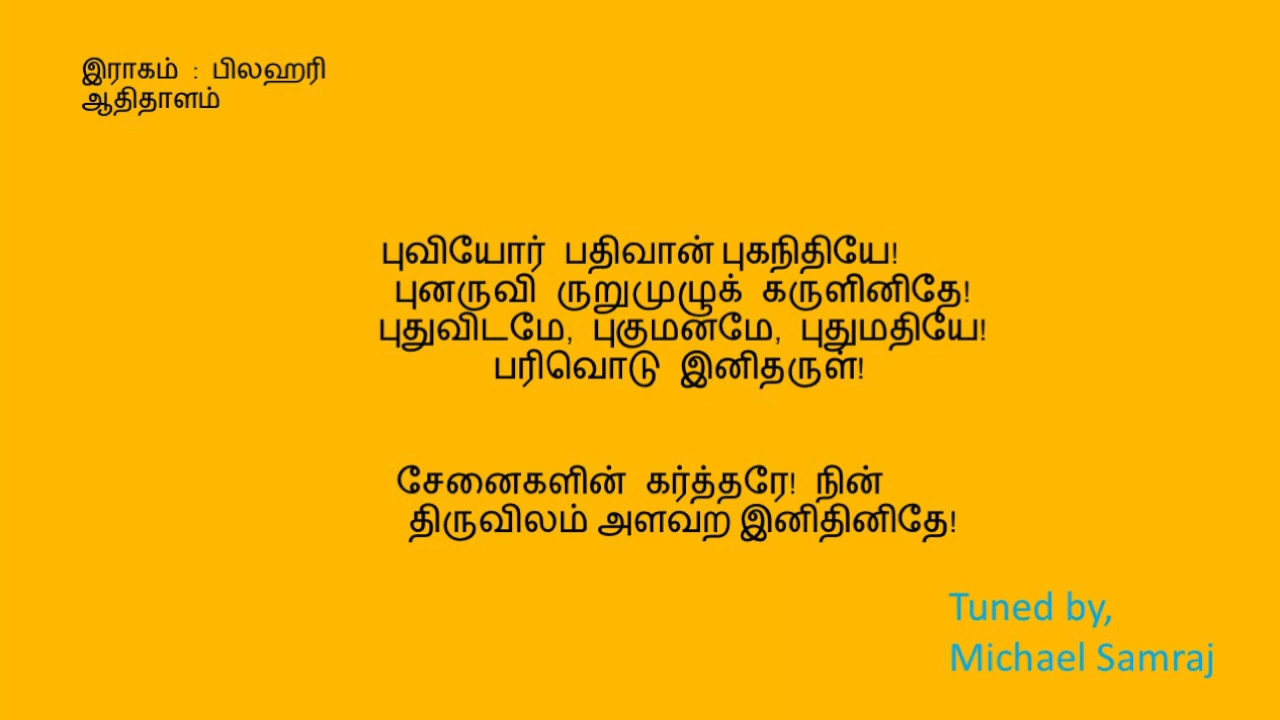 இராகம் : பிலஹரி
ஆதிதாளம்
புவியோர் பதிவான் புகநிதியே!
புனருவி ருறுமுழுக் கருளினிதே!
புதுவிடமே, புகுமனமே, புதுமதியே!
பரிவொடு இனிதருள்!
சேனைகளின் கர்த்தரே! நின்
திருவிலம் அளவற இனிதினிதே!
Tuned by,
Michael Samraj